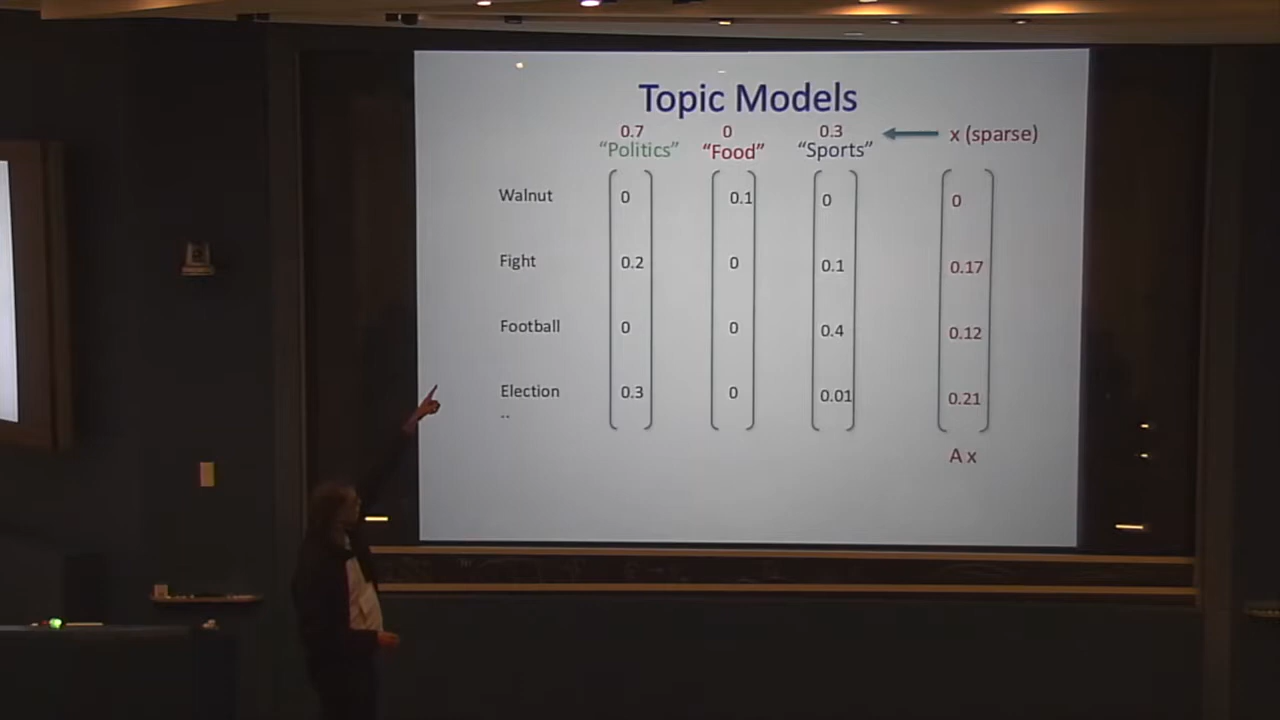 Topic Models
0.7 0 0.3 x (sparse)
“Politics” “Food” “Sports”
Walnut 0 0.1 0 0
Fight 0.2 0 0.1 0.17
Football 0 0 0.4 0.12
Election 0.3 0 0.01 0.21
..
A x